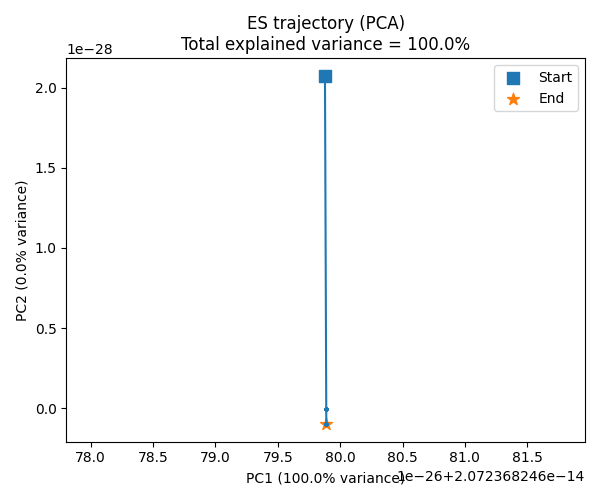 ES trajectory (PCA)
Total explained variance = 100.0%
1e−28
Start
End
2.0
1.5
1.0
0.5
0.0
PC2 (0.0% variance)
78.0 78.5 79.0 79.5 80.0 80.5 81.0 81.5
PC1 (100.0% variance)
1e−26+2.072368246e−14